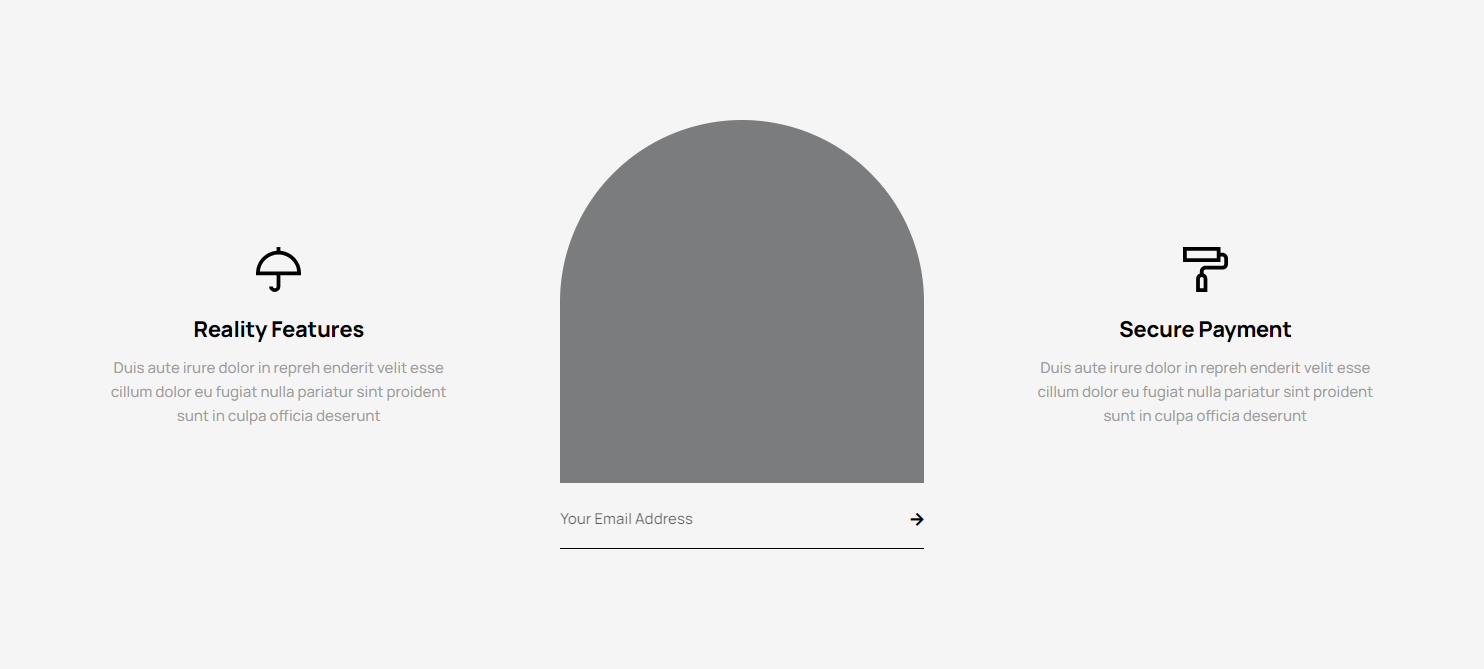 Reality Features
Duis aute irure dolor in repreh enderit velit esse
cillum dolor eu fugiat nulla pariatur sint proident
sunt in culpa officia deserunt
Your Email Address
Secure Payment
Duis aute irure dolor in repreh enderit velit esse
cillum dolor eu fugiat nulla pariatur sint proident
sunt in culpa officia deserunt